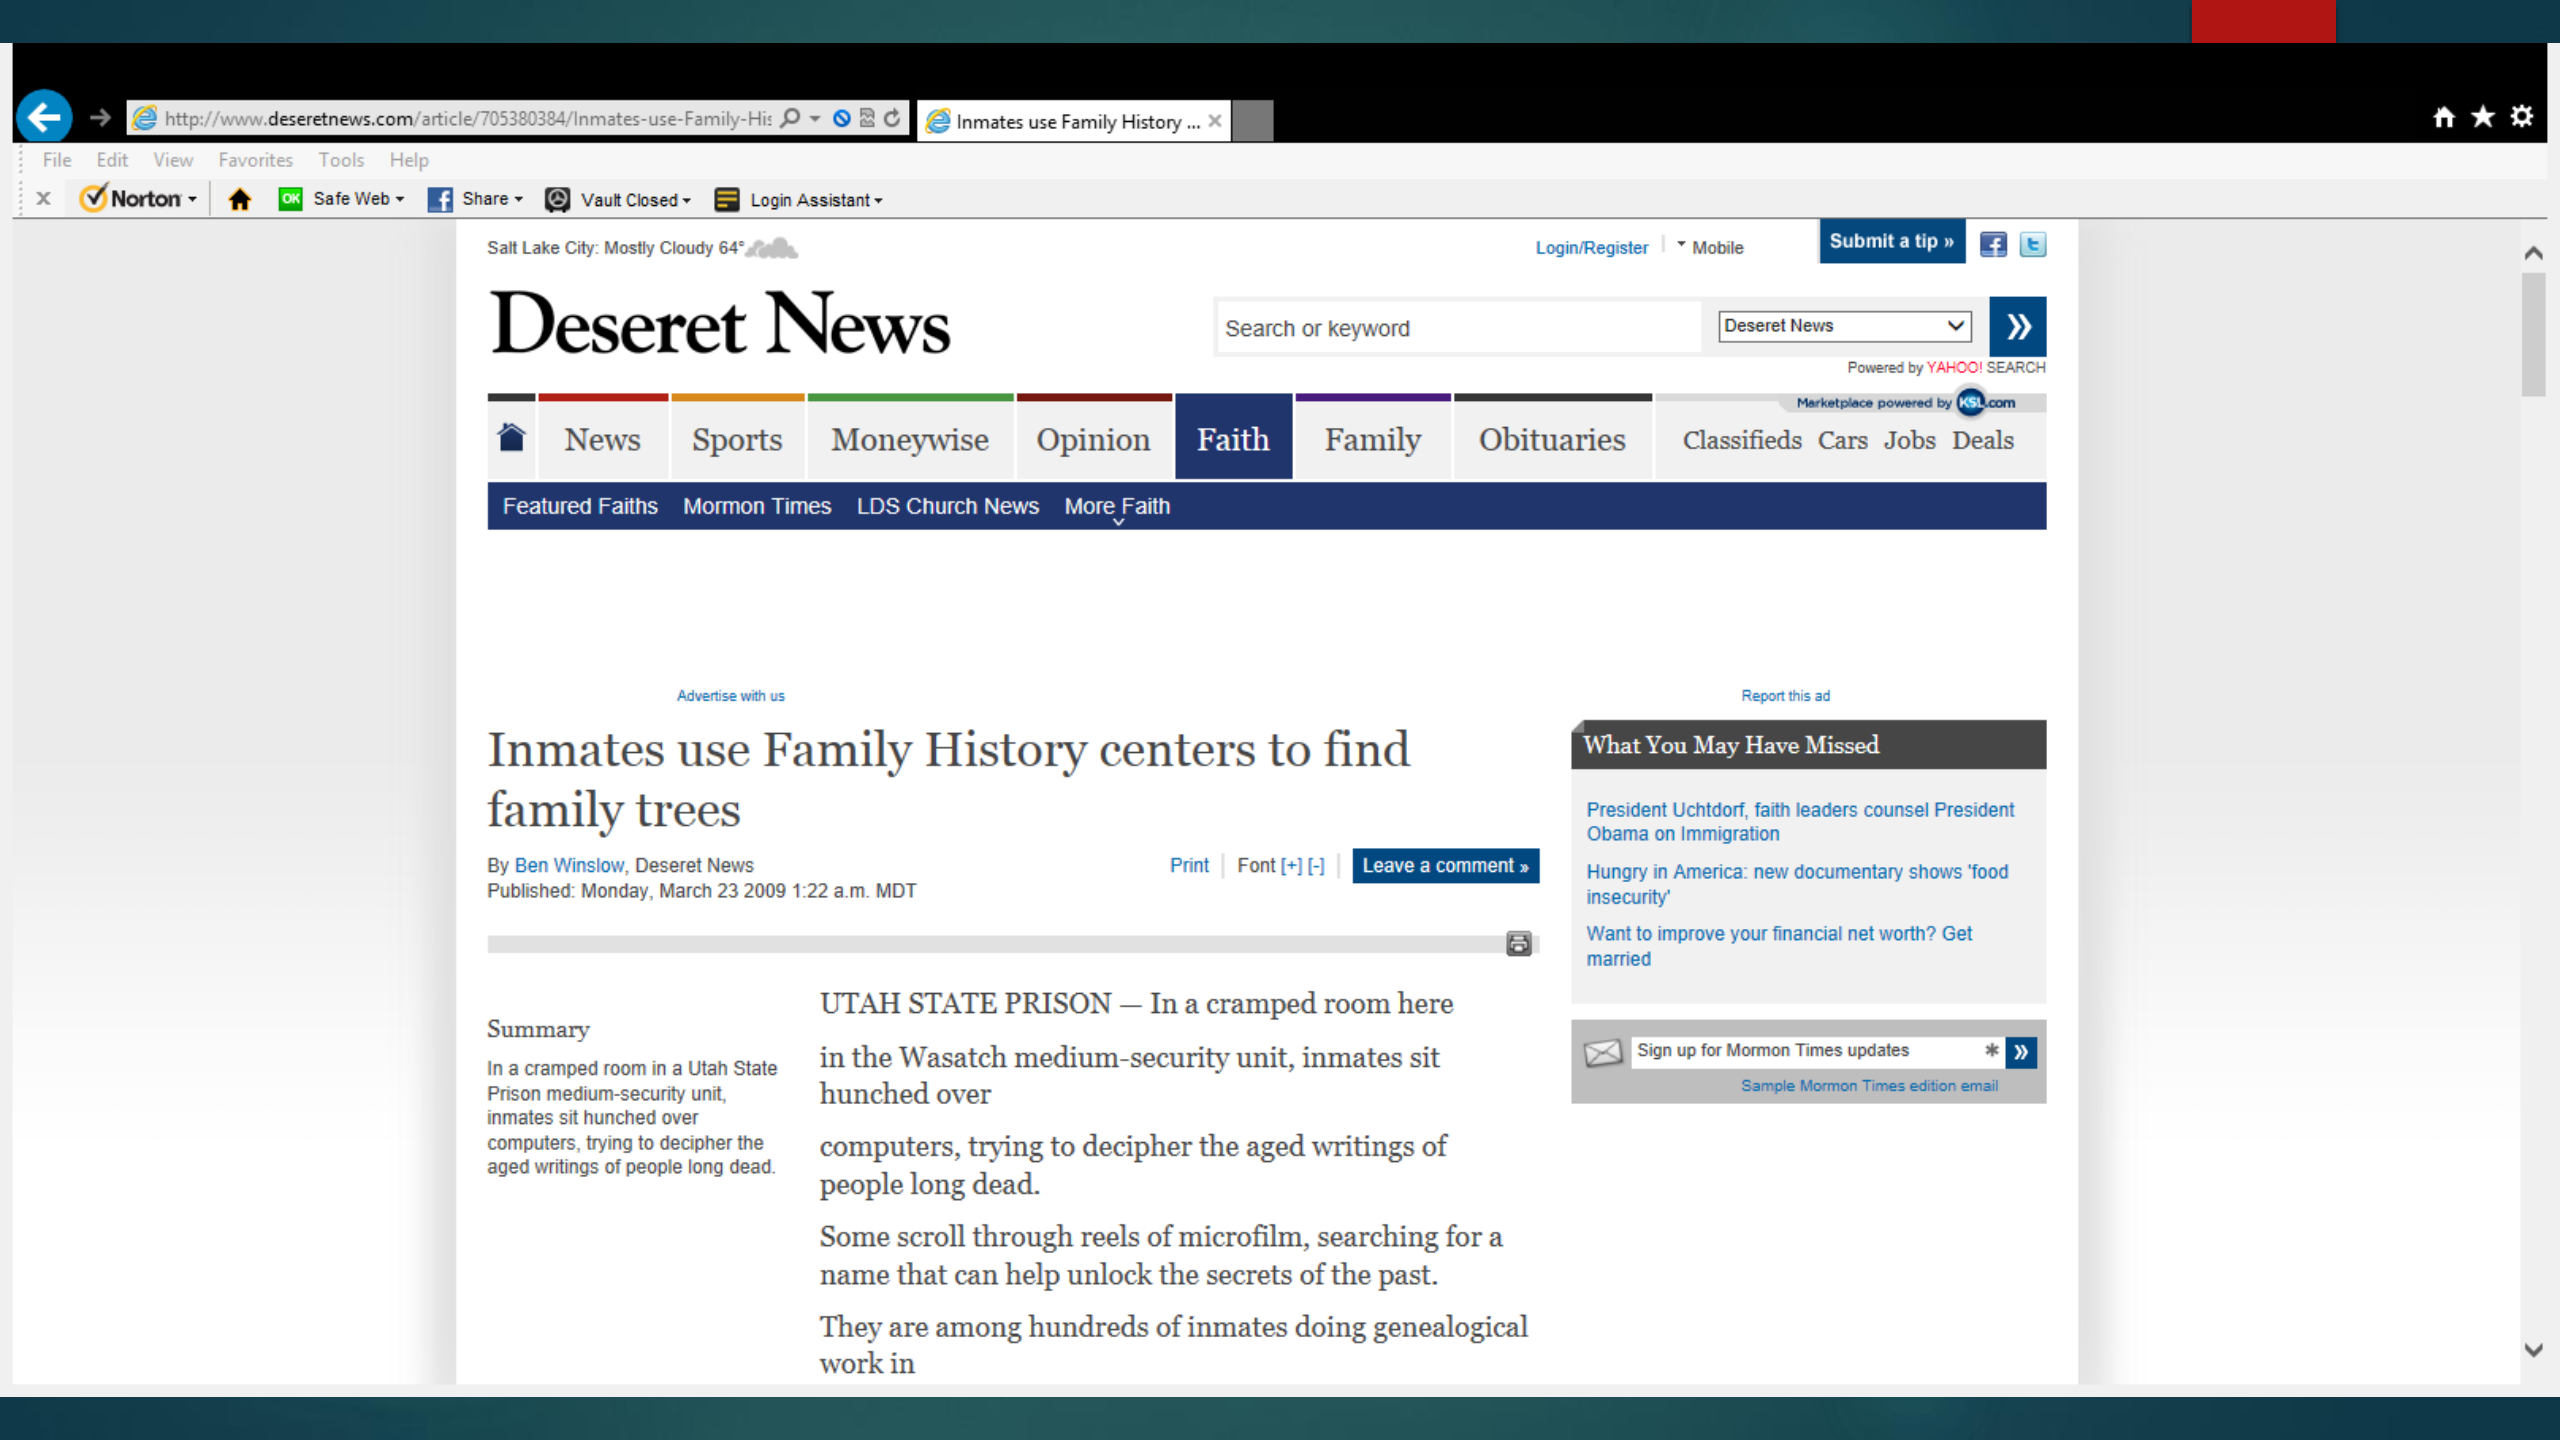 http://www.deseretnews.com/article/705380384/Inmates-use-Family-His
Inmates use Family History ...
File Edit View Favorites Tools Help
x Norton OK Safe Web Share Vault Closed Login Assistant
Salt Lake City: Mostly Cloudy 64°
Login/Register Mobile Submit a tip »
Deseret News
Search or keyword Deseret News
Powered by YAHOO! SEARCH
Marketplace powered by KSL.com
News Sports Moneywise Opinion Faith Family Obituaries Classifieds Cars Jobs Deals
Featured Faiths Mormon Times LDS Church News More Faith
Advertise with us Report this ad
Inmates use Family History centers to find
family trees
By Ben Winslow, Deseret News
Published: Monday, March 23 2009 1:22 a.m. MDT
Print Font [+] [-] Leave a comment »
Summary
In a cramped room in a Utah State
Prison medium-security unit,
inmates sit hunched over
computers, trying to decipher the
aged writings of people long dead.
UTAH STATE PRISON — In a cramped room here
in the Wasatch medium-security unit, inmates sit
hunched over
computers, trying to decipher the aged writings of
people long dead.
Some scroll through reels of microfilm, searching for a
name that can help unlock the secrets of the past.
They are among hundreds of inmates doing genealogical
work in
What You May Have Missed
President Uchtdorf, faith leaders counsel President
Obama on Immigration
Hungry in America: new documentary shows 'food
insecurity'
Want to improve your financial net worth? Get
married
Sign up for Mormon Times updates * »
Sample Mormon Times edition email